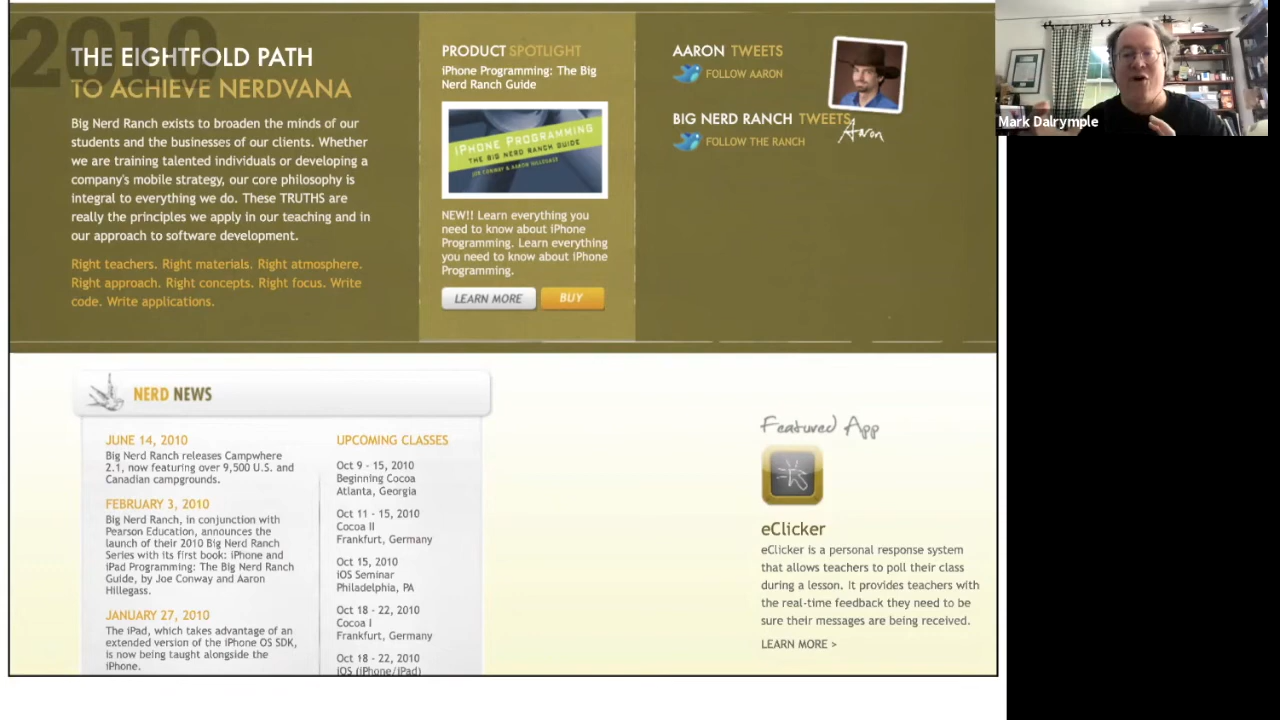 2010
THE EIGHTFOLD PATH
TO ACHIEVE NERDVANA
Big Nerd Ranch exists to broaden the minds of our
students and the businesses of our clients. Whether
we are training talented individuals or developing a
company's mobile strategy, our core philosophy is
integral to everything we do. These TRUTHS are
really the principles we apply in our teaching and in
our approach to software development.
Right teachers. Right materials. Right atmosphere.
Right approach. Right concepts. Right focus. Write
code. Write applications.
PRODUCT SPOTLIGHT
iPhone Programming: The Big
Nerd Ranch Guide
iPHONE PROGRAMMING
THE BIG NERD RANCH GUIDE
JOE CONWAY & AARON HILLEGASS
NEW!! Learn everything you
need to know about iPhone
Programming. Learn everything
you need to know about iPhone
Programming.
LEARN MORE BUY
AARON TWEETS
FOLLOW AARON
BIG NERD RANCH TWEETS
FOLLOW THE RANCH
Aaron
Mark Dalrymple
NERD NEWS
JUNE 14, 2010
Big Nerd Ranch releases Campwhere
2.1, now featuring over 9,500 U.S. and
Canadian campgrounds.
FEBRUARY 3, 2010
Big Nerd Ranch, in conjunction with
Pearson Education, announces the
launch of their 2010 Big Nerd Ranch
Series with its first book: iPhone and
iPad Programming: The Big Nerd Ranch
Guide, by Joe Conway and Aaron
Hillegass.
JANUARY 27, 2010
The iPad, which takes advantage of an
extended version of the iPhone OS SDK,
is now being taught alongside the
iPhone.
UPCOMING CLASSES
Oct 9 - 15, 2010
Beginning Cocoa
Atlanta, Georgia
Oct 11 - 15, 2010
Cocoa II
Frankfurt, Germany
Oct 15, 2010
iOS Seminar
Philadelphia, PA
Oct 18 - 22, 2010
Cocoa I
Frankfurt, Germany
Oct 18 - 22, 2010
iOS (iPhone/iPad)
Featured App
eClicker
eClicker is a personal response system
that allows teachers to poll their class
during a lesson. It provides teachers with
the real-time feedback they need to be
sure their messages are being received.
LEARN MORE >